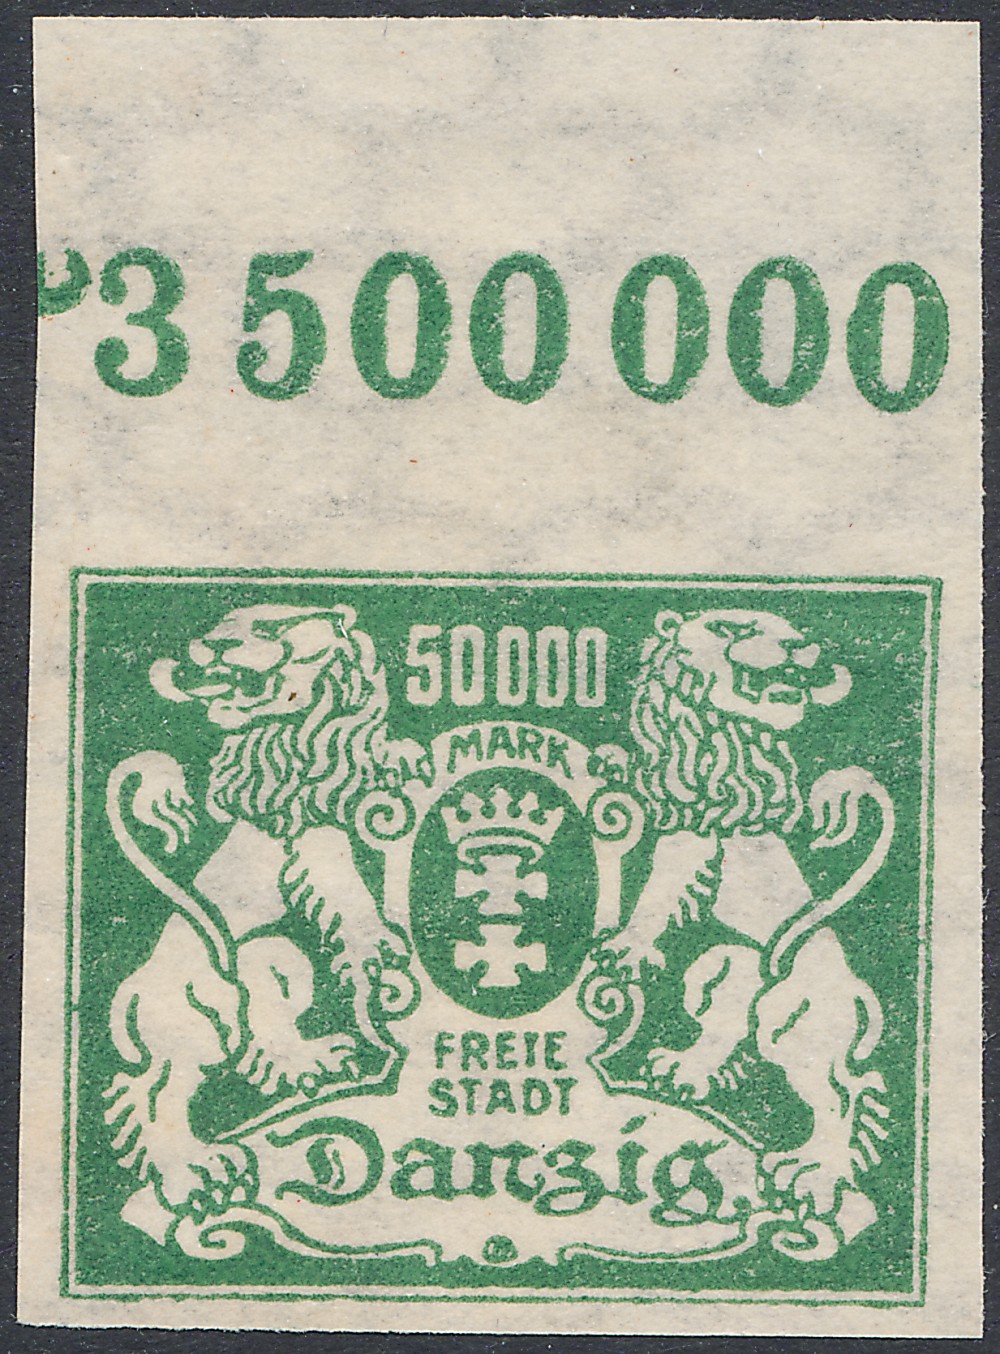 3 500 000
50000
MARK
FREIE
STADT
Danzig